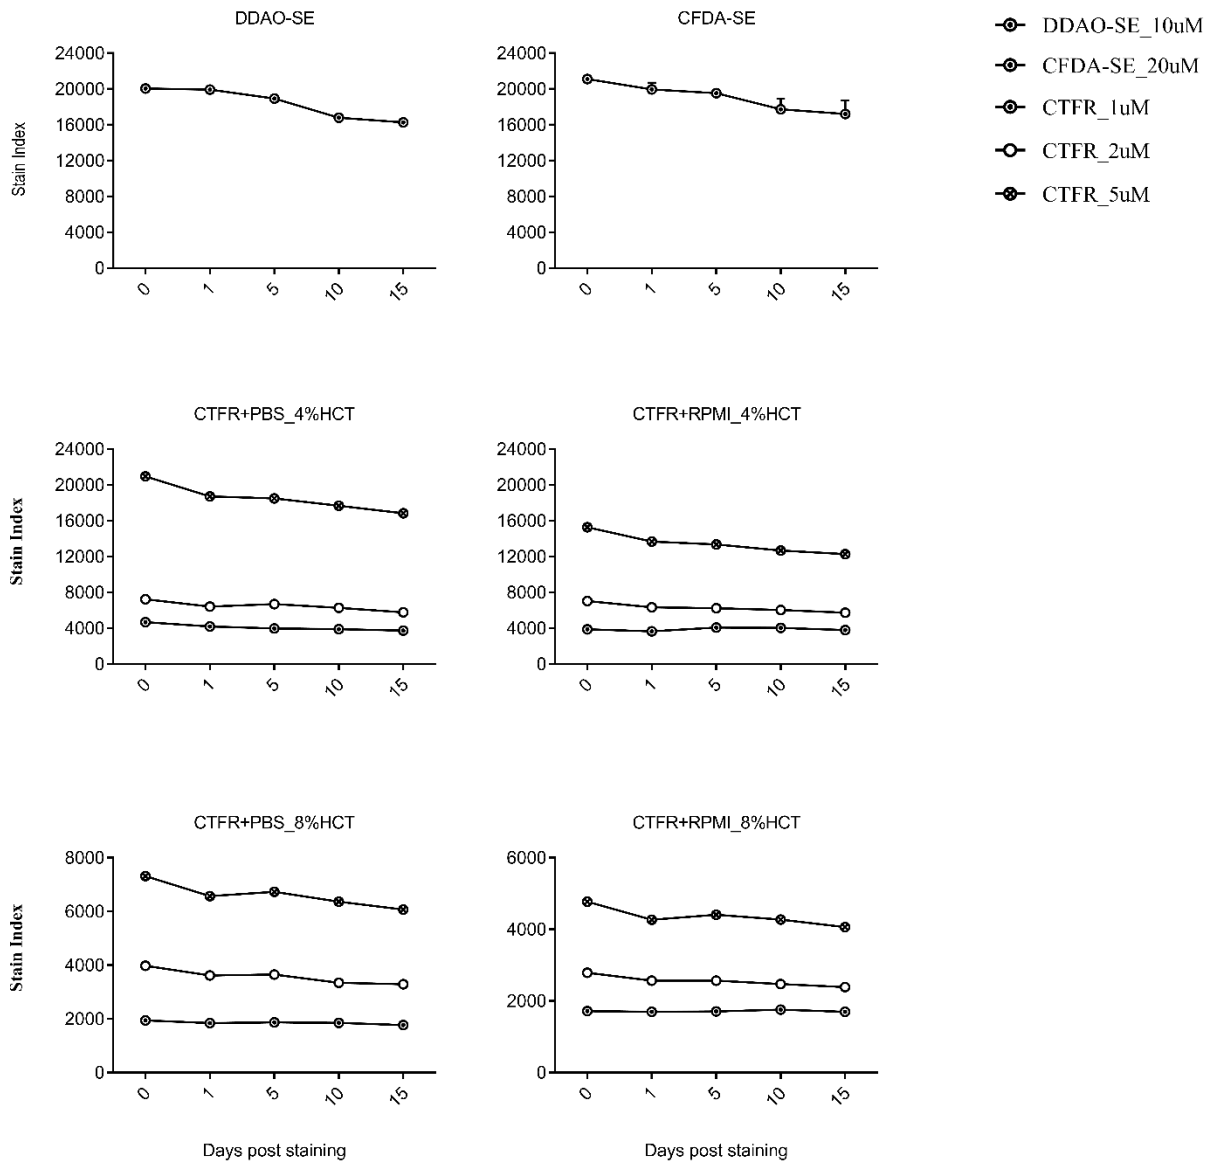 DDAO-SE
CFDA-SE
DDAO-SE_10uM
CFDA-SE_20uM
CTFR_1uM
CTFR_2uM
CTFR_5uM
Stain Index
24000
20000
16000
12000
8000
4000
0
0 1 5 10 15
24000
20000
16000
12000
8000
4000
0
0 1 5 10 15
CTFR+PBS_4%HCT
Stain Index
24000
20000
16000
12000
8000
4000
0
0 1 5 10 15
CTFR+RPMI_4%HCT
24000
20000
16000
12000
8000
4000
0
0 1 5 10 15
CTFR+PBS_8%HCT
Stain Index
8000
6000
4000
2000
0
0 1 5 10 15
Days post staining
CTFR+RPMI_8%HCT
6000
4000
2000
0
0 1 5 10 15
Days post staining